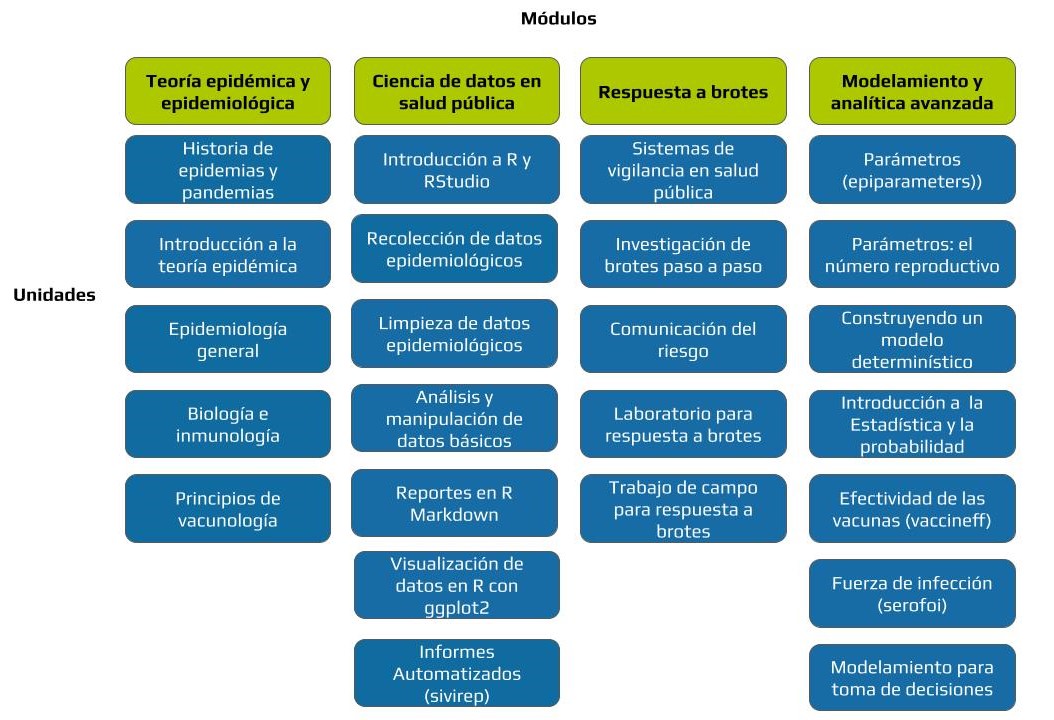 Módulos
Unidades
Teoría epidémica y
epidemiológica
Historia de
epidemias y
pandemias
Introducción a la
teoría epidémica
Epidemiología
general
Biología e
inmunología
Principios de
vacunología
Ciencia de datos en
salud pública
Introducción a R y
RStudio
Recolección de datos
epidemiológicos
Limpieza de datos
epidemiológicos
Análisis y
manipulación de
datos básicos
Reportes en R
Markdown
Visualización de
datos en R con
ggplot2
Informes
Automatizados
(sivirep)
Respuesta a brotes
Sistemas de
vigilancia en salud
pública
Investigación de
brotes paso a paso
Comunicación del
riesgo
Laboratorio para
respuesta a brotes
Trabajo de campo
para respuesta a
brotes
Modelamiento y
analítica avanzada
Parámetros
(epiparameters))
Parámetros: el
número reproductivo
Construyendo un
modelo
determinístico
Introducción a  la
Estadística y la
probabilidad
Efectividad de las
vacunas (vaccineff)
Fuerza de infección
(serofoi)
Modelamiento para
toma de decisiones